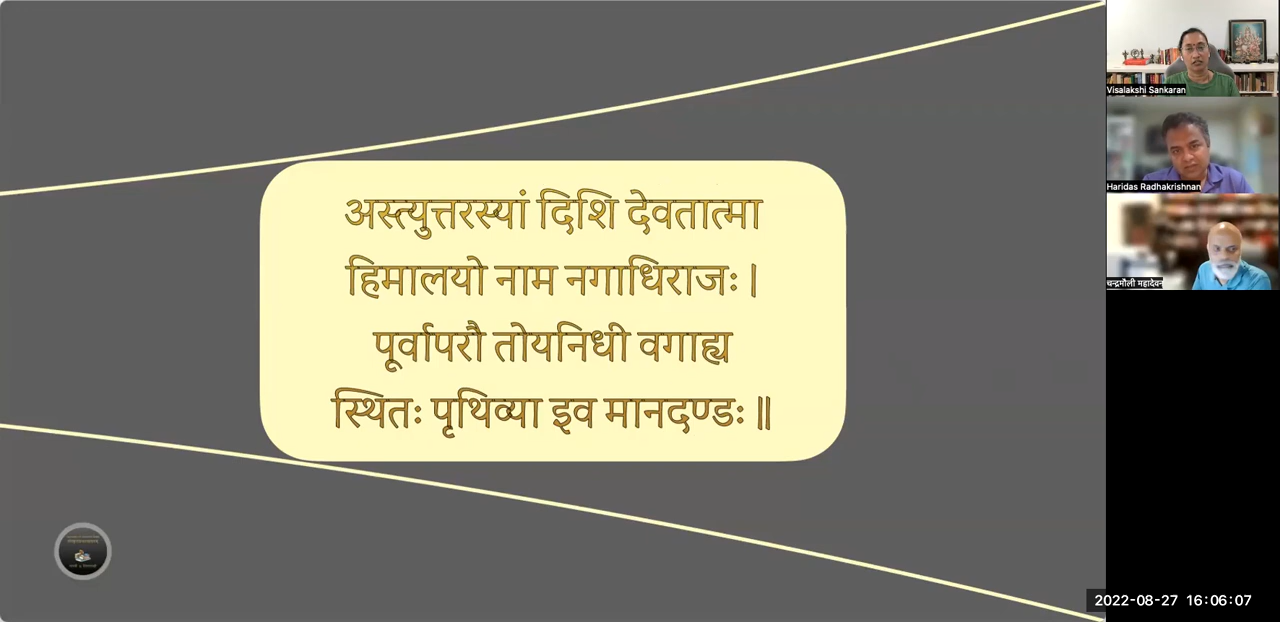 अस्त्युत्तरस्यां दिशि देवतात्मा
हिमालयो नाम नगाधिराजः |
पूर्वापरौ तोयनिधी वगाह्य
स्थितः पृथिव्या इव मानदण्डः ||
Visalakshi Sankaran
Haridas Radhakrishnan
चन्द्रमौली महादेवन
2022-08-27 16:06:07